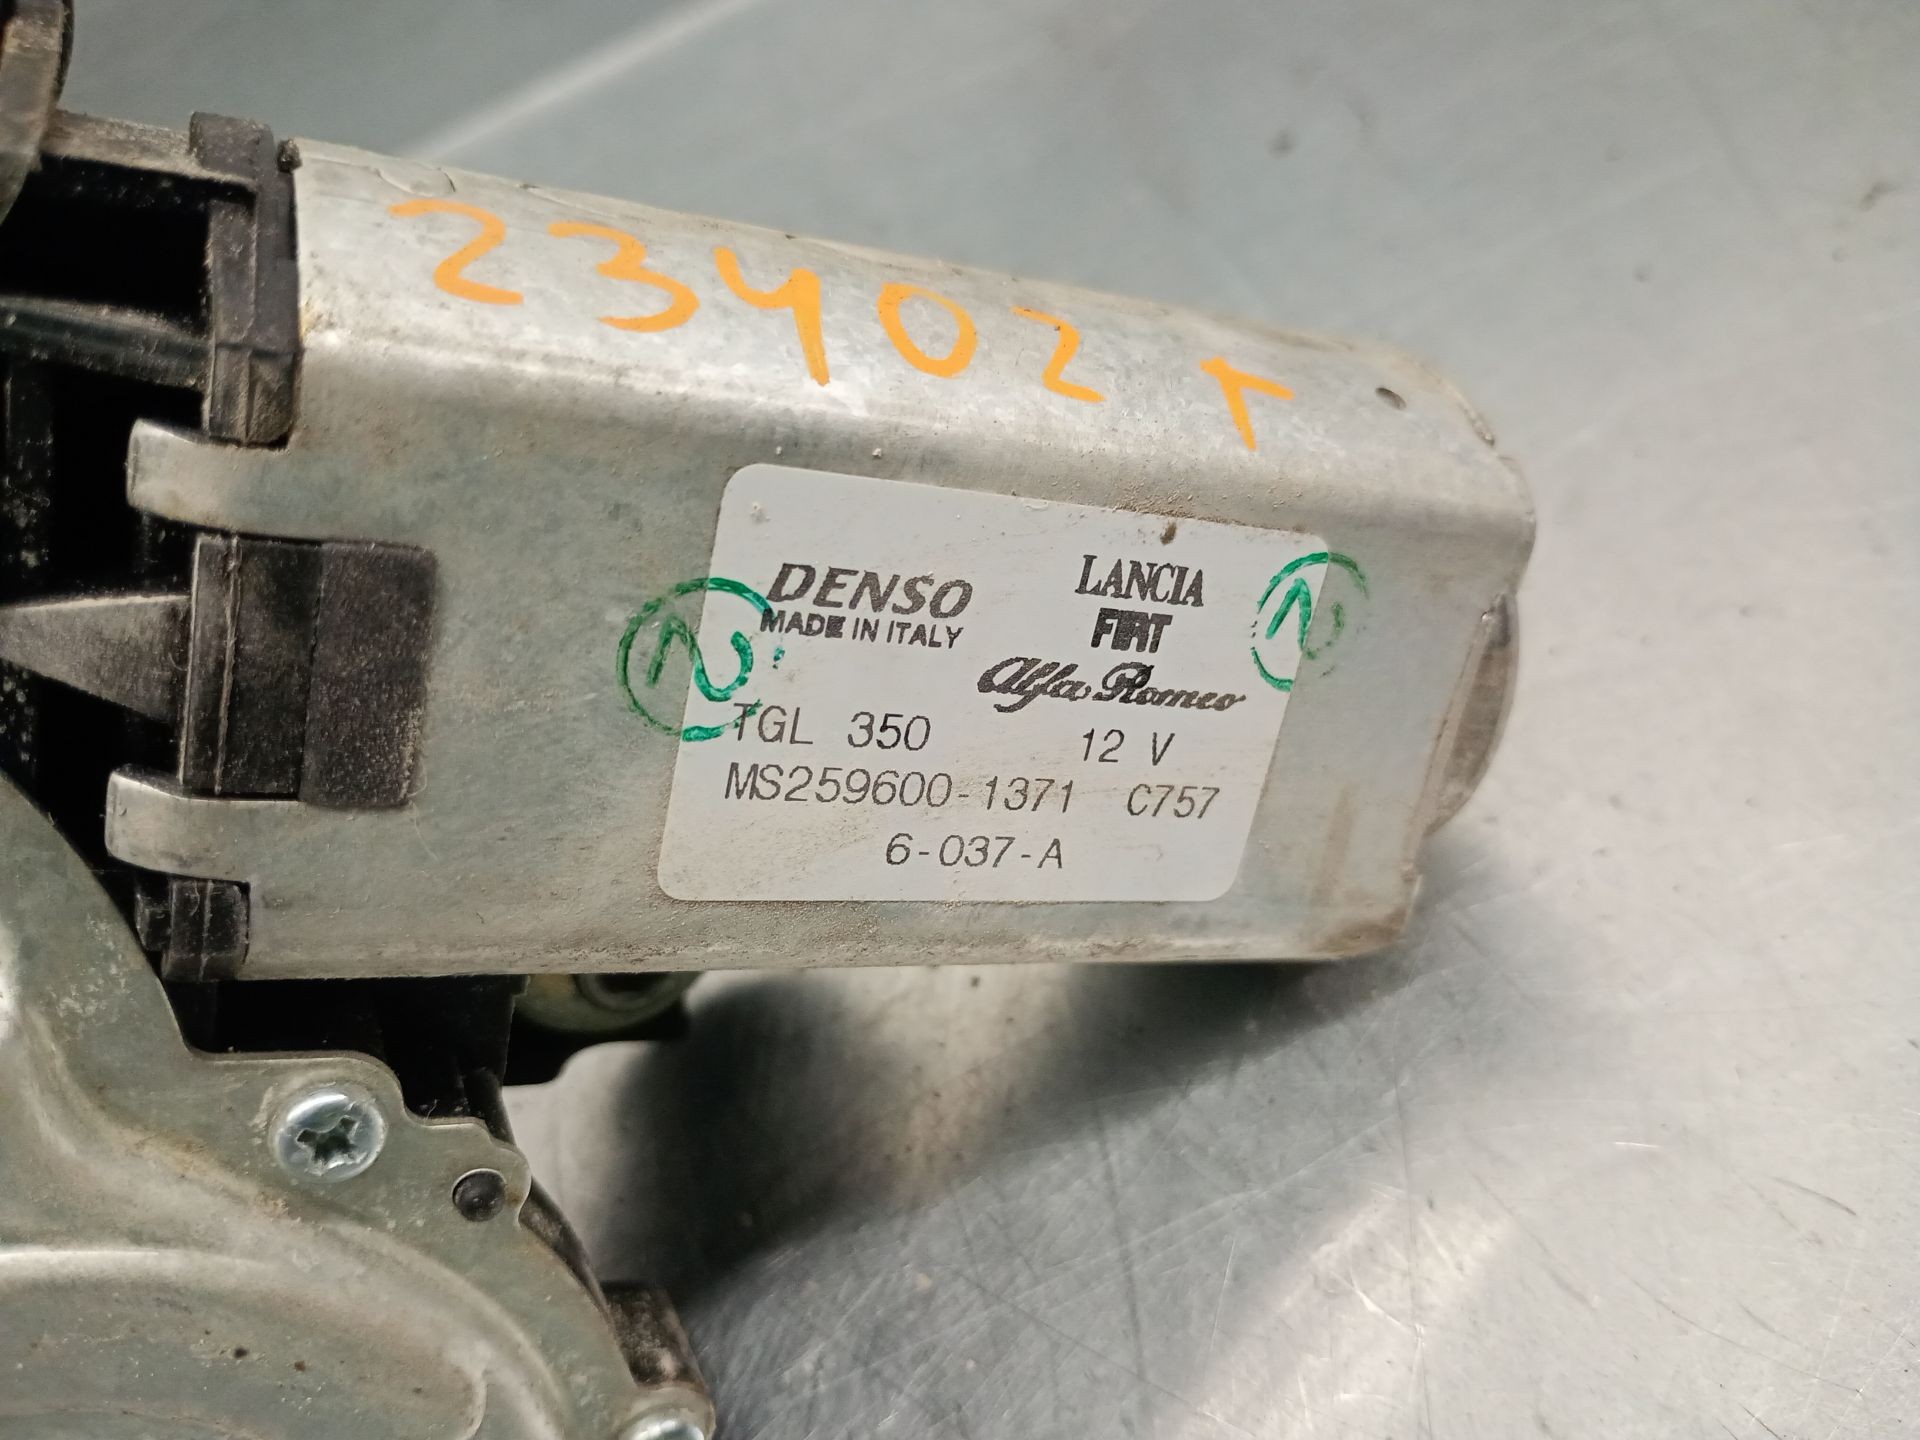 23402 T
DENSO
MADE IN ITALY
LANCIA
FIAT
Alfa Romeo
TGL 350 12 V
MS259600-1371 C757
6-037-A